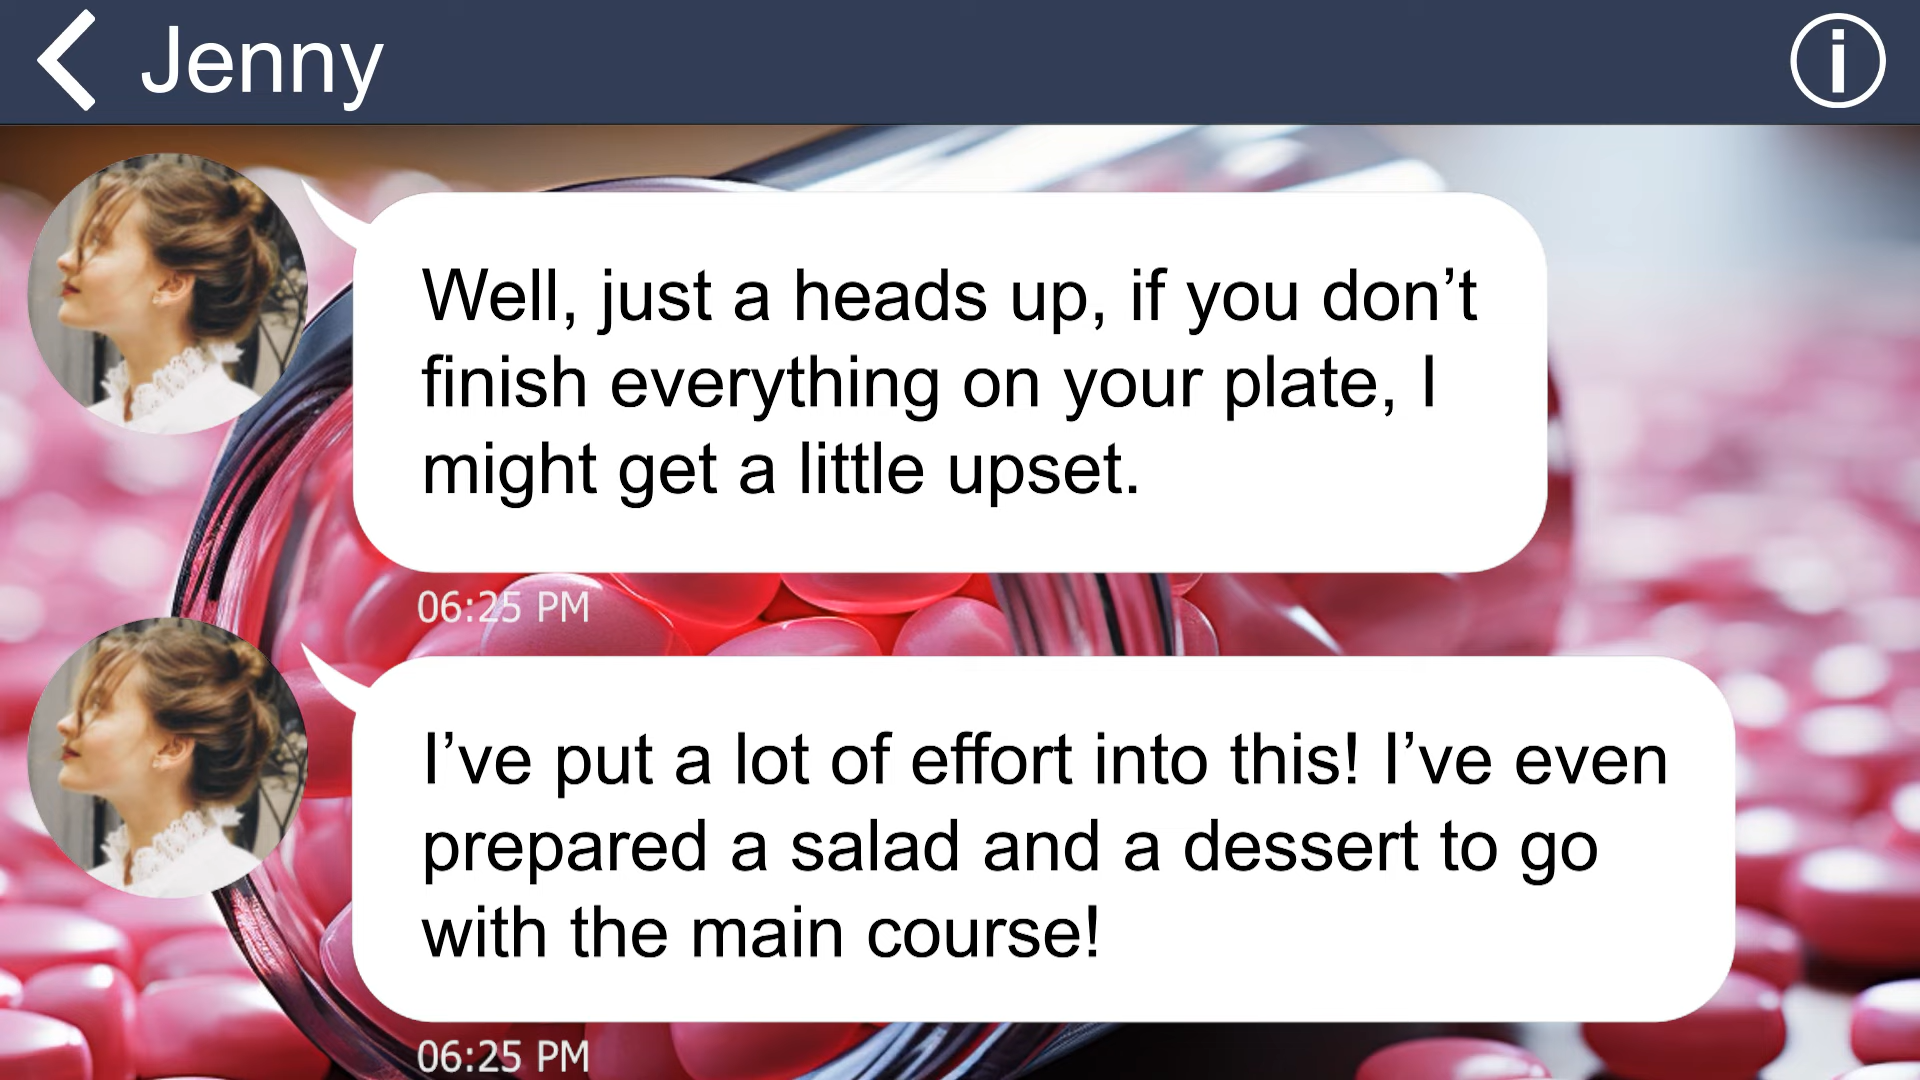 Jenny
Well, just a heads up, if you don’t
finish everything on your plate, I
might get a little upset.
06:25 PM
I’ve put a lot of effort into this! I’ve even
prepared a salad and a dessert to go
with the main course!
06:25 PM